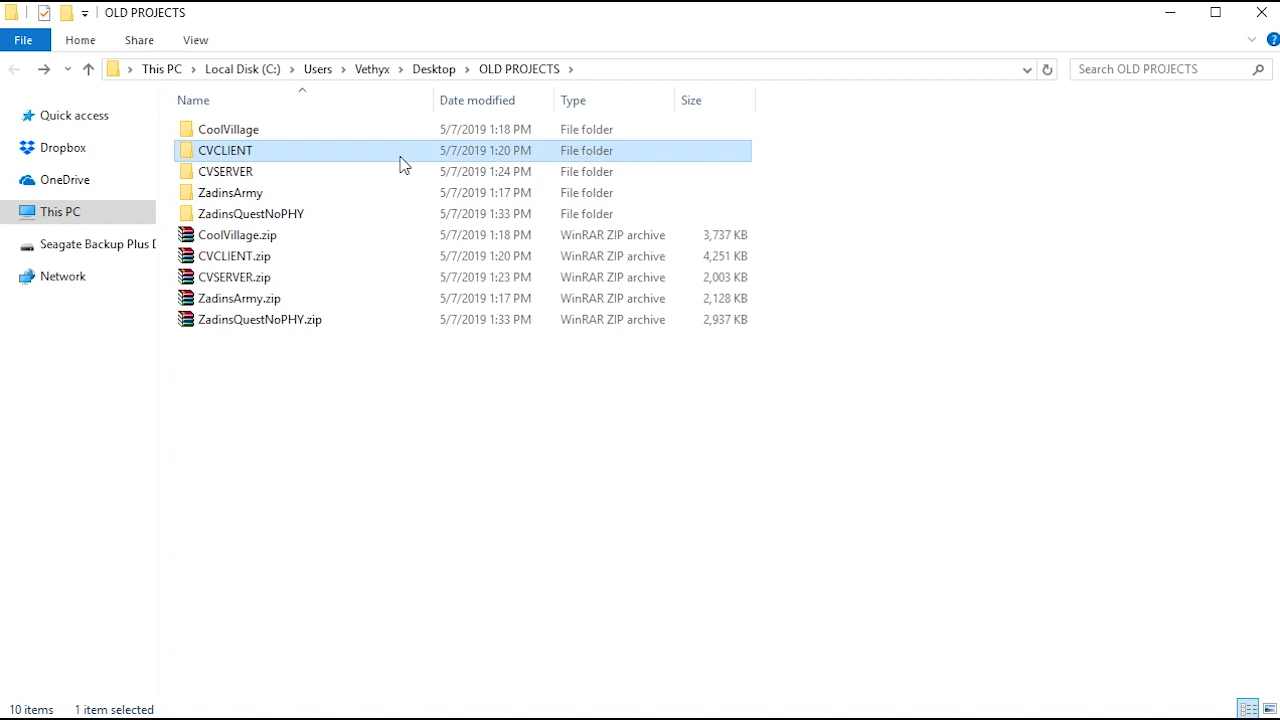 OLD PROJECTS
File Home Share View
This PC Local Disk (C:) Users Vethyx Desktop OLD PROJECTS Search OLD PROJECTS
Name Date modified Type Size
Quick access
Dropbox
OneDrive
This PC
Seagate Backup Plus D
Network
CoolVillage 5/7/2019 1:18 PM File folder
CVCLIENT 5/7/2019 1:20 PM File folder
CVSERVER 5/7/2019 1:24 PM File folder
ZadinsArmy 5/7/2019 1:17 PM File folder
ZadinsQuestNoPHY 5/7/2019 1:33 PM File folder
CoolVillage.zip 5/7/2019 1:18 PM WinRAR ZIP archive 3,737 KB
CVCLIENT.zip 5/7/2019 1:20 PM WinRAR ZIP archive 4,251 KB
CVSERVER.zip 5/7/2019 1:23 PM WinRAR ZIP archive 2,003 KB
ZadinsArmy.zip 5/7/2019 1:17 PM WinRAR ZIP archive 2,128 KB
ZadinsQuestNoPHY.zip 5/7/2019 1:33 PM WinRAR ZIP archive 2,937 KB
10 items 1 item selected